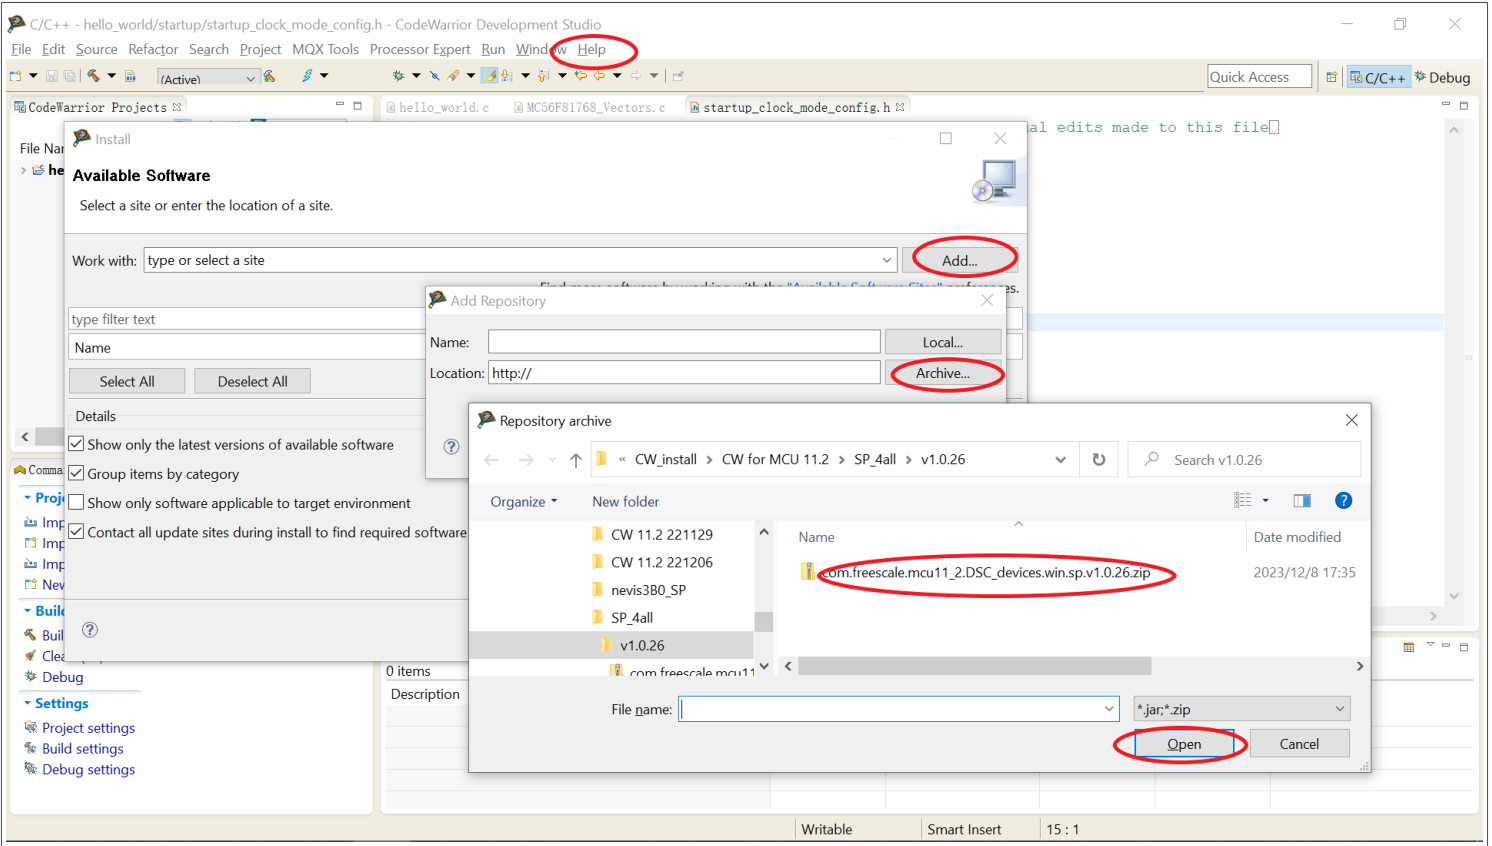 C/C++ - hello_world/startup/startup_clock_mode_config.h - CodeWarrior Development Studio
File Edit Source Refactor Search Project MQX Tools Processor Expert Run Window Help
(Active)
Quick Access
C/C++
Debug
CodeWarrior Projects
hello_world.c
MC56F81768_Vectors.c
startup_clock_mode_config.h
al edits made to this file
File Nar
he
Install
Available Software
Select a site or enter the location of a site.
Work with:
type or select a site
Add...
Find more software by working with the "Available Software Sites" preferences.
type filter text
Name
Select All
Deselect All
Details
Show only the latest versions of available software
Group items by category
Show only software applicable to target environment
Contact all update sites during install to find required software
Add Repository
Name:
Local...
Location:
http://
Archive...
Repository archive
« CW_install > CW for MCU 11.2 > SP_4all > v1.0.26
Search v1.0.26
Organize
New folder
CW 11.2 221129
CW 11.2 221206
nevis3B0_SP
SP_4all
v1.0.26
com.freescale.mcu11
Name
Date modified
com.freescale.mcu11_2.DSC_devices.win.sp.v1.0.26.zip
2023/12/8 17:35
File name:
*.jar;*.zip
Open
Cancel
Comma
Proje
Imp
Imp
Imp
New
Build
Buil
Clea
Debug
Settings
Project settings
Build settings
Debug settings
0 items
Description
Writable
Smart Insert
15 : 1